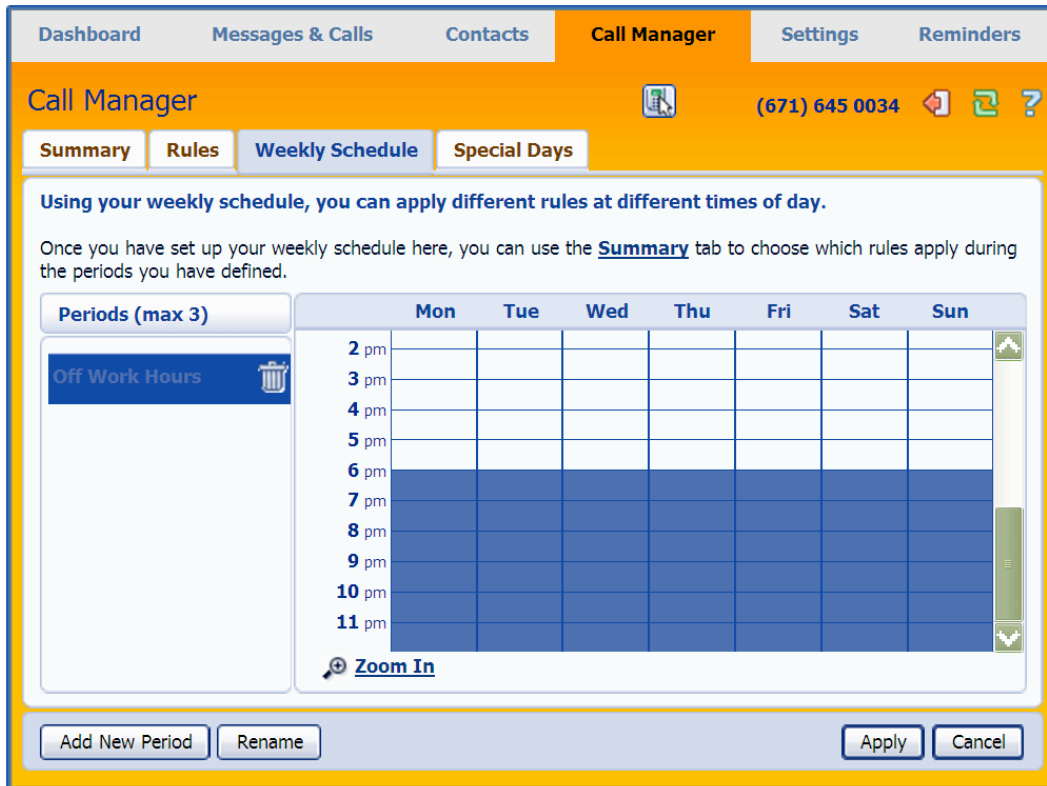 Dashboard Messages & Calls Contacts Call Manager Settings Reminders
Call Manager (671) 645 0034 ?
Summary Rules Weekly Schedule Special Days
Using your weekly schedule, you can apply different rules at different times of day.
Once you have set up your weekly schedule here, you can use the Summary tab to choose which rules apply during
the periods you have defined.
Periods (max 3) Mon Tue Wed Thu Fri Sat Sun
2 pm
Off Work Hours
3 pm
4 pm
5 pm
6 pm
7 pm
8 pm
9 pm
10 pm
11 pm
Zoom In
Add New Period Rename Apply Cancel